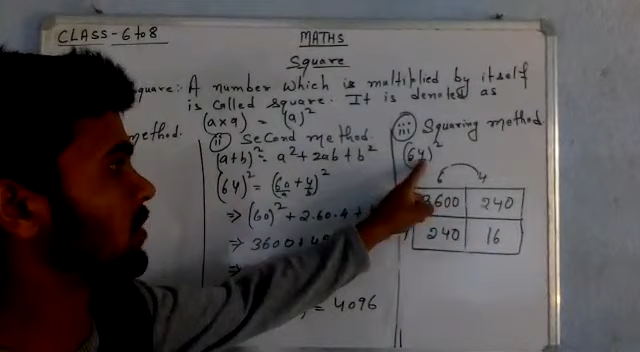 CLASS-6 to 8
MATHS
Square
quare:- A number which is multiplied by itself
is called square. It is denoted as
(a×a) = (a)²
method.
(ii) Second method.
(a+b)² = a²+2ab+b²
(64)² = (60+4)²
a b
⇒ (60)² + 2.60.4 +
⇒ 3600+
⇒
= 4096
(iii) Squaring method
(64)²
6 4
3600 240
240 16